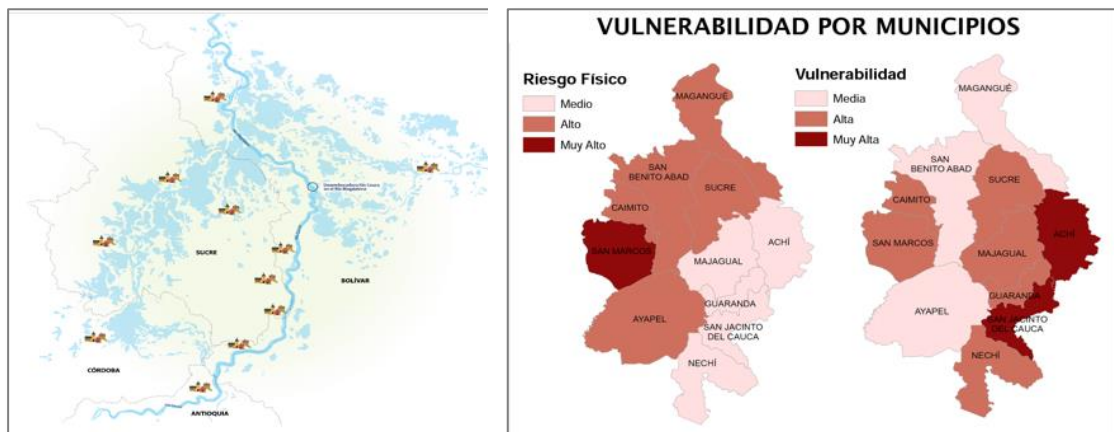 SUCRE
BOLÍVAR
CÓRDOBA
ANTIOQUIA
VULNERABILIDAD POR MUNICIPIOS
Riesgo Físico
Medio
Alto
Muy Alto
MAGANGUÉ
SAN
BENITO ABAD
SUCRE
CAIMITO
SAN MARCOS
ACHÍ
MAJAGUAL
GUARANDA
AYAPEL
SAN JACINTO
DEL CAUCA
NECHÍ
Vulnerabilidad
Media
Alta
Muy Alta
MAGANGUÉ
SAN
BENITO ABAD
SUCRE
CAIMITO
SAN MARCOS
ACHÍ
MAJAGUAL
GUARANDA
AYAPEL
SAN JACINTO
DEL CAUCA
NECHÍ